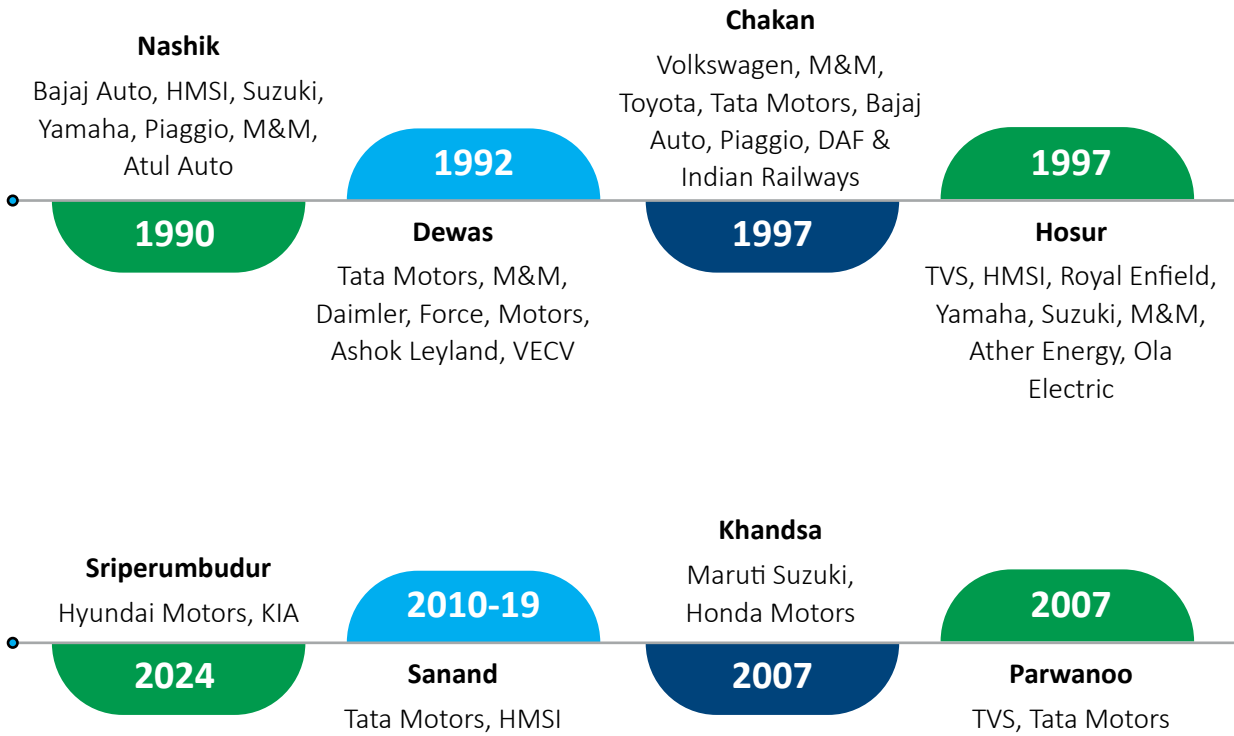 Nashik
Bajaj Auto, HMSI, Suzuki,
Yamaha, Piaggio, M&M,
Atul Auto
1990
1992
Dewas
Tata Motors, M&M,
Daimler, Force, Motors,
Ashok Leyland, VECV
Chakan
Volkswagen, M&M,
Toyota, Tata Motors, Bajaj
Auto, Piaggio, DAF &
Indian Railways
1997
1997
Hosur
TVS, HMSI, Royal Enfield,
Yamaha, Suzuki, M&M,
Ather Energy, Ola
Electric
Sriperumbudur
Hyundai Motors, KIA
2024
2010-19
Sanand
Tata Motors, HMSI
Khandsa
Maruti Suzuki,
Honda Motors
2007
2007
Parwanoo
TVS, Tata Motors